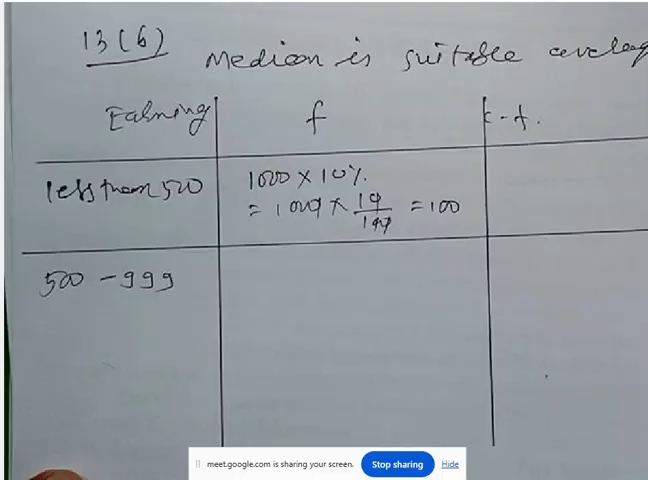 13 (b)
Median is suitable averag
Earning f c.f.
less than 500 1000 × 10%.
= 1000 × 10/100 = 100
500 - 999
meet.google.com is sharing your screen. Stop sharing Hide